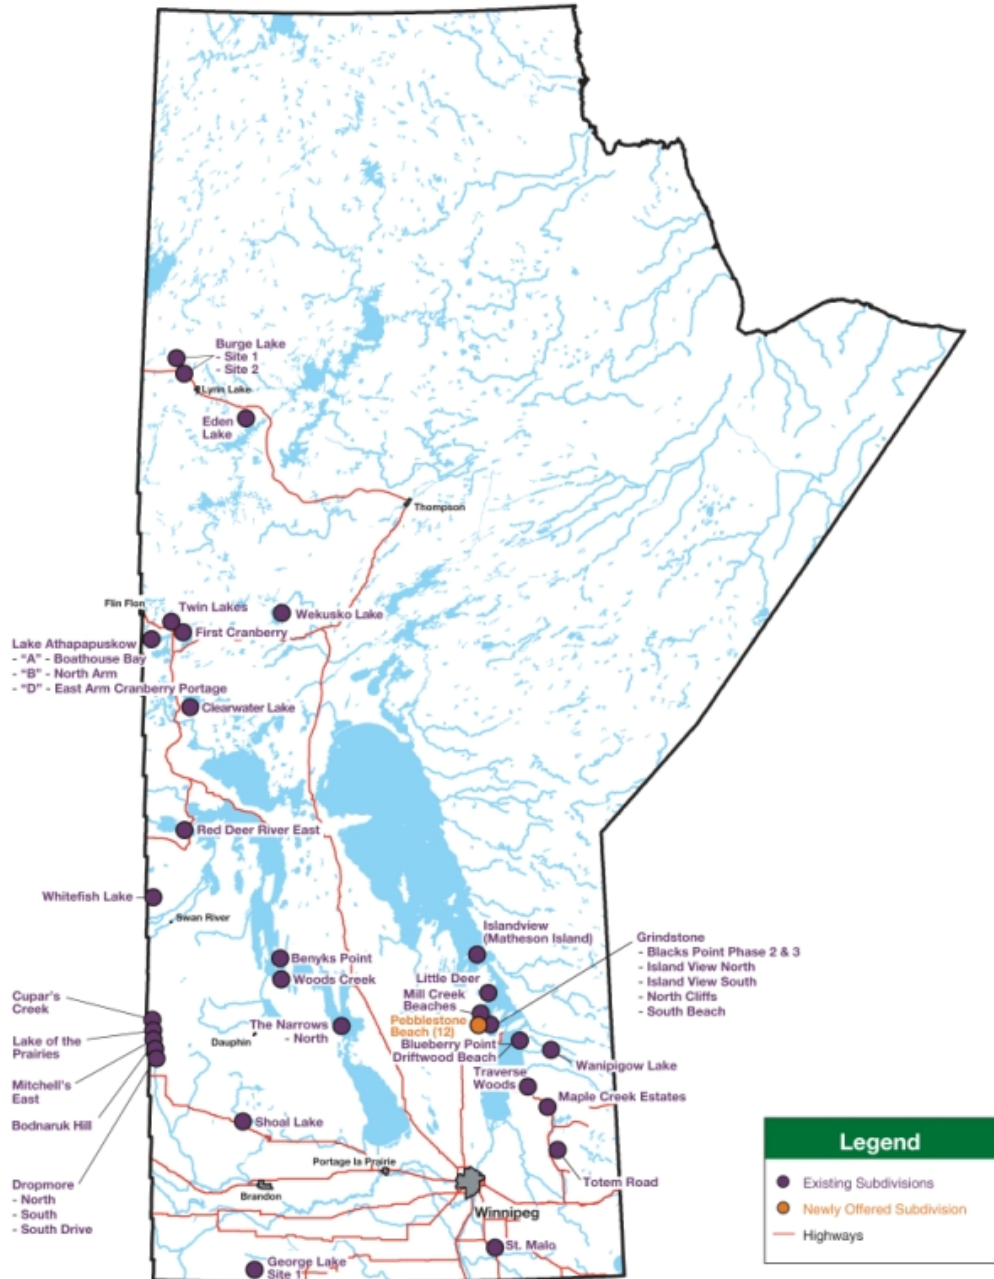 Burge Lake
- Site 1
- Site 2
Lynn Lake
Eden
Lake
Thompson
Flin Flon
Twin Lakes
Wekusko Lake
First Cranberry
Lake Athapapuskow
- "A" - Boathouse Bay
- "B" - North Arm
- "D" - East Arm Cranberry Portage
Clearwater Lake
Red Deer River East
Whitefish Lake
Swan River
Islandview
(Matheson Island)
Grindstone
- Blacks Point Phase 2 & 3
- Island View North
- Island View South
- North Cliffs
- South Beach
Benyks Point
Woods Creek
Little Deer
Mill Creek
Beaches
Pebblestone
Beach (12)
Cupar's
Creek
The Narrows
- North
Dauphin
Blueberry Point
Driftwood Beach
Lake of the
Prairies
Wanipigow Lake
Traverse
Woods
Mitchell's
East
Maple Creek Estates
Bodnaruk Hill
Shoal Lake
Portage la Prairie
Dropmore
- North
- South
- South Drive
Brandon
Totem Road
Winnipeg
St. Malo
George Lake
Site 1
Legend
Existing Subdivisions
Newly Offered Subdivision
Highways